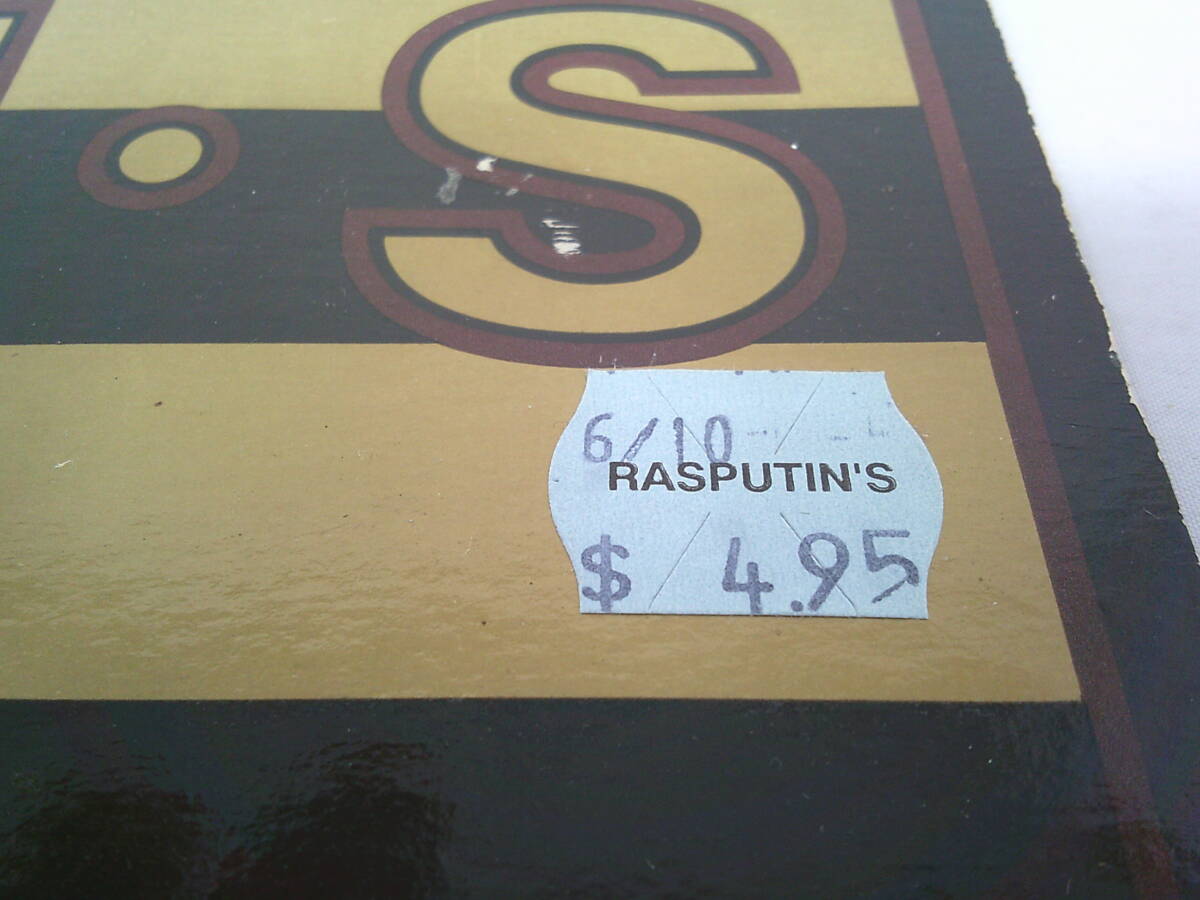 S
6/10
RASPUTIN'S
$ 4.95